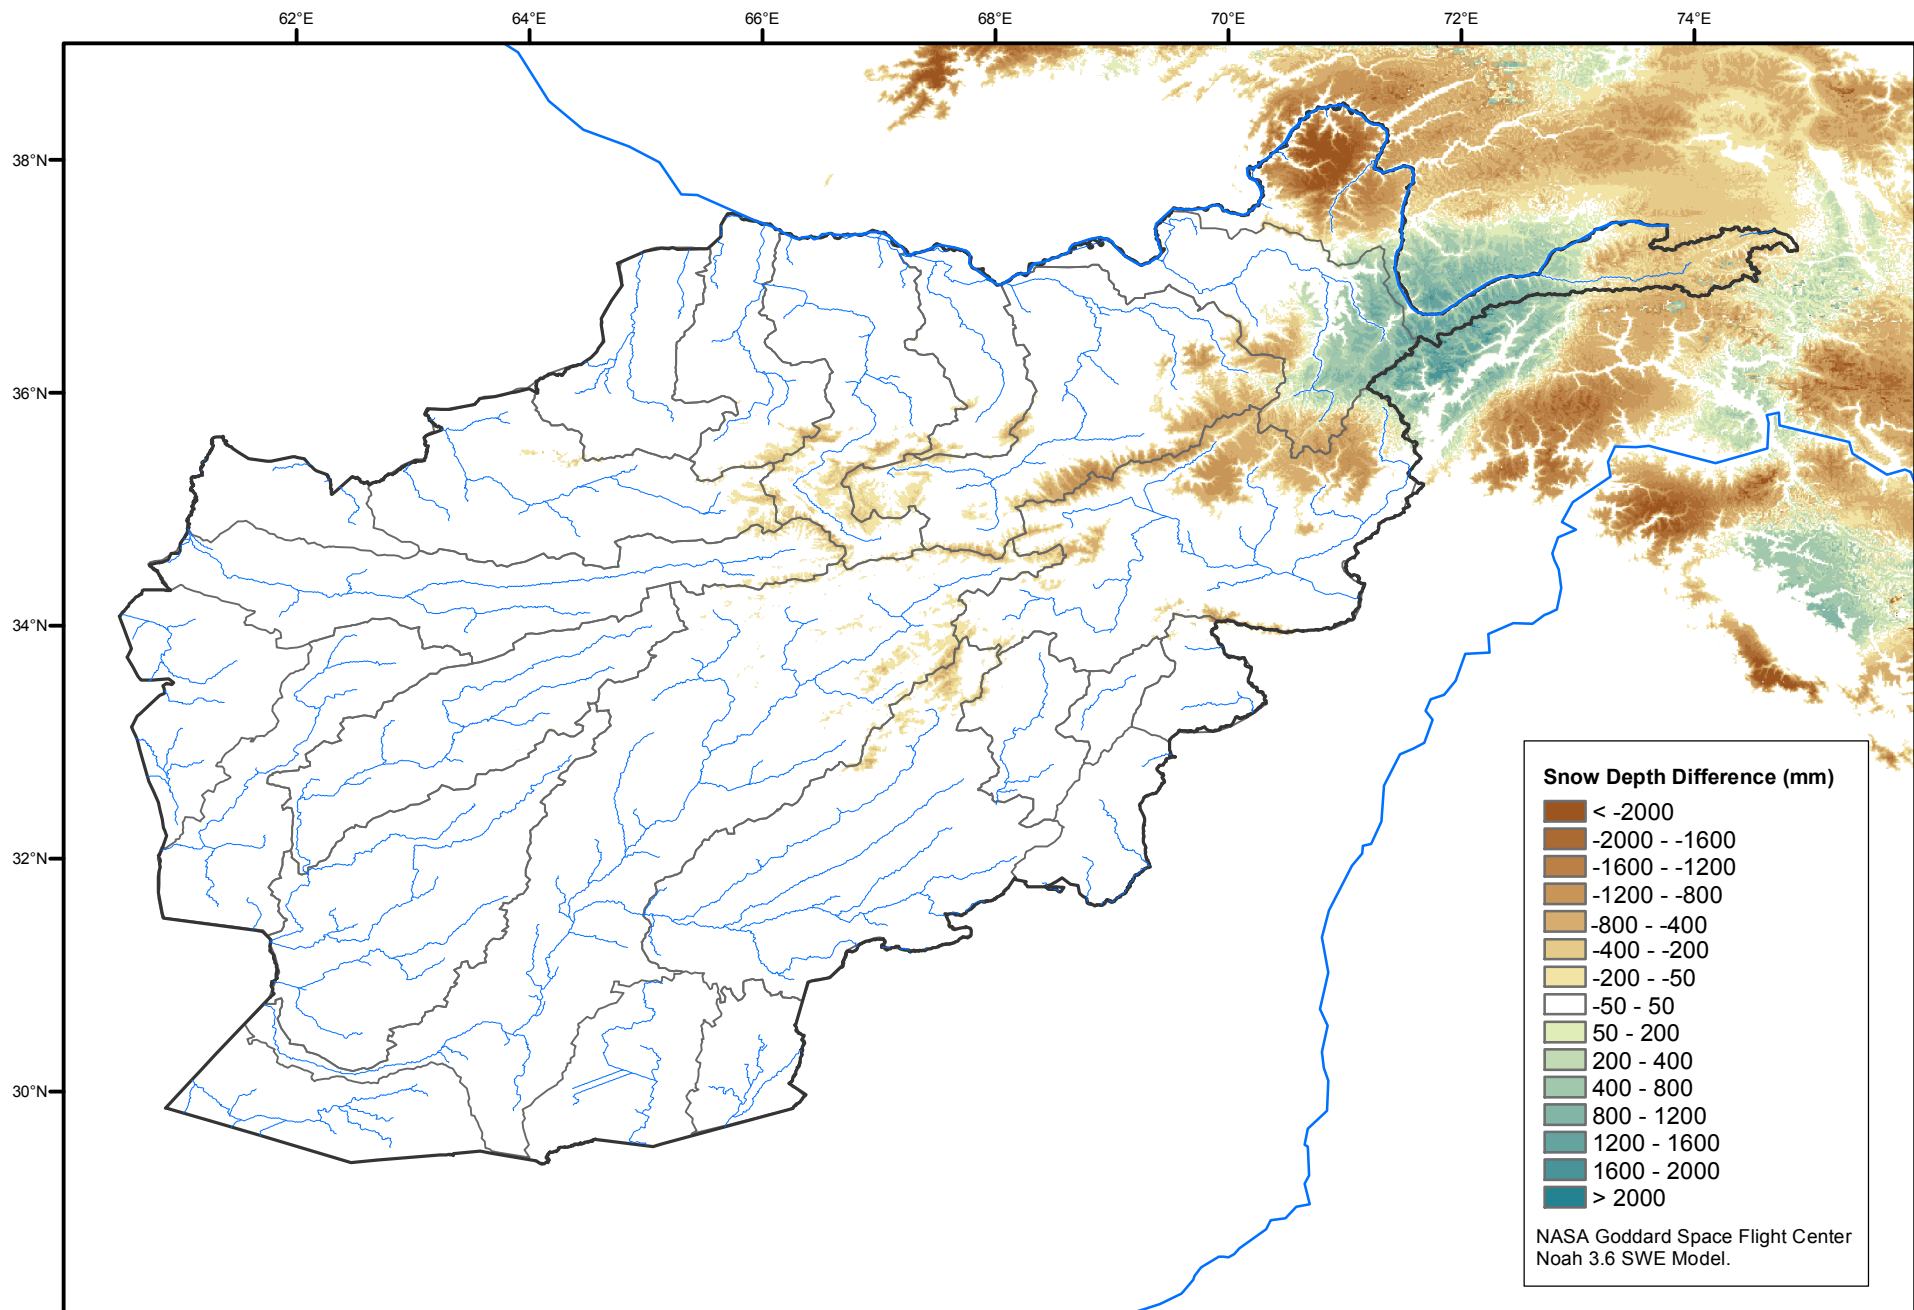 62°E
64°E
66°E
68°E
70°E
72°E
74°E
38°N
36°N
34°N
32°N
30°N
Snow Depth Difference (mm)
< -2000
-2000 - -1600
-1600 - -1200
-1200 - -800
-800 - -400
-400 - -200
-200 - -50
-50 - 50
50 - 200
200 - 400
400 - 800
800 - 1200
1200 - 1600
1600 - 2000
> 2000
NASA Goddard Space Flight Center
Noah 3.6 SWE Model.